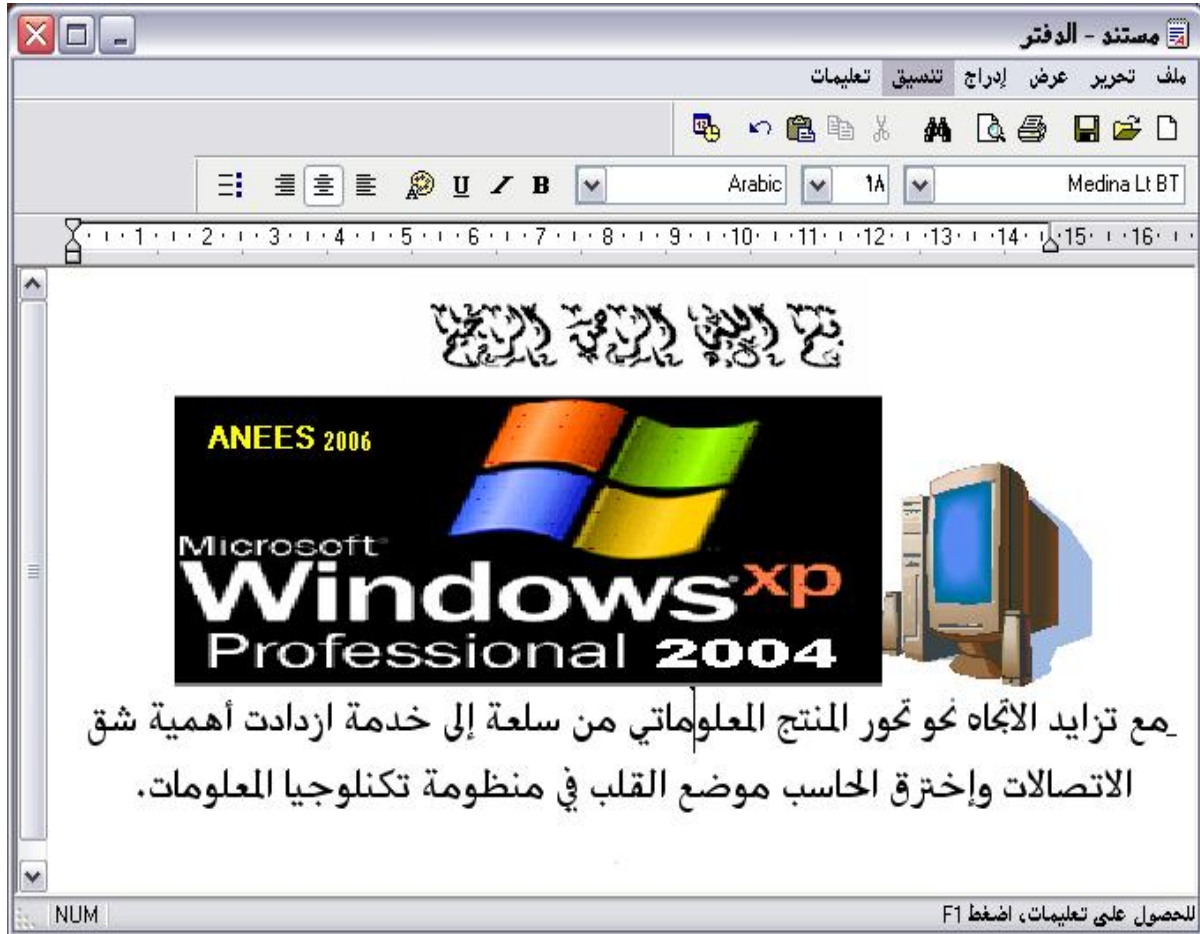 مستند - الدفتر
ملف تحرير عرض إدراج تنسيق تعليمات
Medina Lt BT ١٨ Arabic B I U
1 2 3 4 5 6 7 8 9 10 11 12 13 14 15 16
بسم الله الرحمن الرحيم
ANEES 2006
Microsoft
Windows xp
Professional 2004
_مع تزايد الاتجاه نحو تحور المنتج المعلوماتي من سلعة إلى خدمة ازدادت أهمية شق
الاتصالات وإخترق الحاسب موضع القلب في منظومة تكنلوجيا المعلومات.
للحصول على تعليمات، اضغط F1
NUM